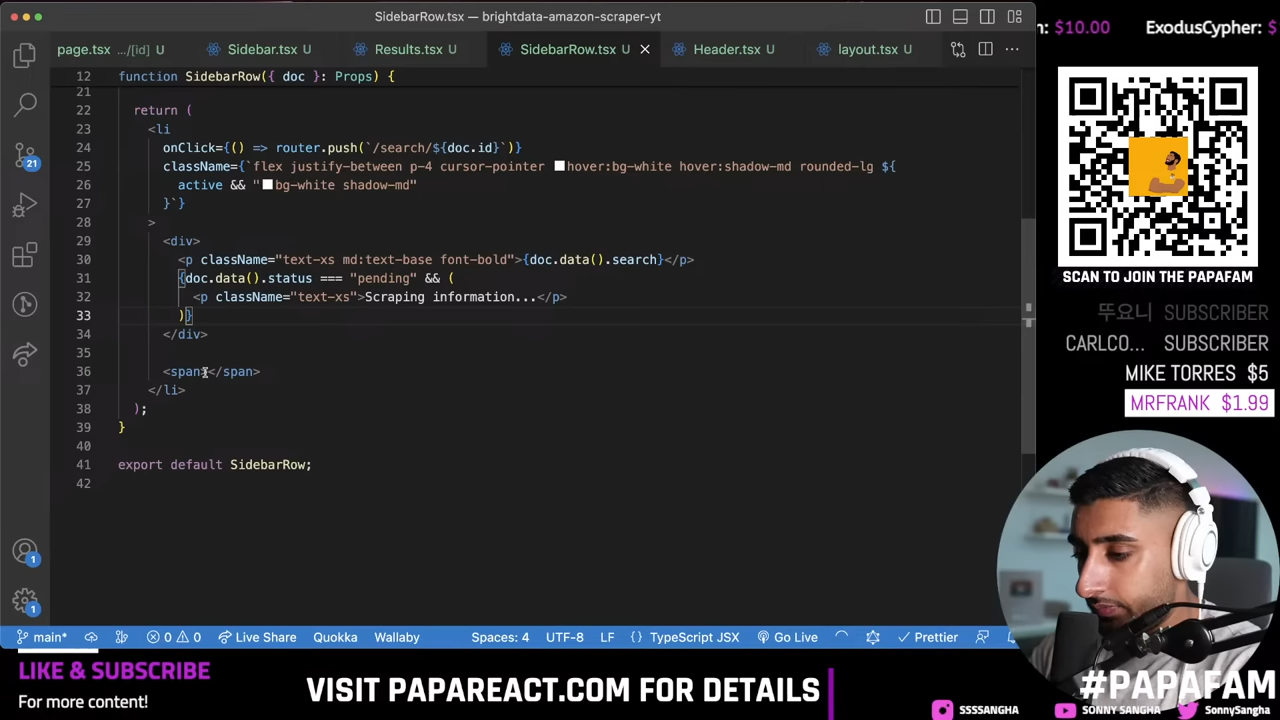 SidebarRow.tsx — brightdata-amazon-scraper-yt
page.tsx .../[id] U
Sidebar.tsx U
Results.tsx U
SidebarRow.tsx U
Header.tsx U
layout.tsx U
12 function SidebarRow({ doc }: Props) {
21
22 return (
23 <li
24 onClick={() => router.push(`/search/${doc.id}`)}
25 className={`flex justify-between p-4 cursor-pointer hover:bg-white hover:shadow-md rounded-lg ${
26 active && "bg-white shadow-md"
27 }`}
28 >
29 <div>
30 <p className="text-xs md:text-base font-bold">{doc.data().search}</p>
31 {doc.data().status === "pending" && (
32 <p className="text-xs">Scraping information...</p>
33 )}
34 </div>
35
36 <span></span>
37 </li>
38 );
39 }
40
41 export default SidebarRow;
42
21
1
1
main*
0 0
Live Share
Quokka
Wallaby
Spaces: 4
UTF-8
LF
{} TypeScript JSX
Go Live
Prettier
$10.00
ExodusCypher: $
SCAN TO JOIN THE PAPAFAM
뚜요니 SUBSCRIBER
CARLCO... SUBSCRIBER
MIKE TORRES $5
MRFRANK $1.99
LIKE & SUBSCRIBE
For more content!
VISIT PAPAREACT.COM FOR DETAILS
#PAPAFAM
SSSSANGHA
SONNY SANGHA
SonnySangha